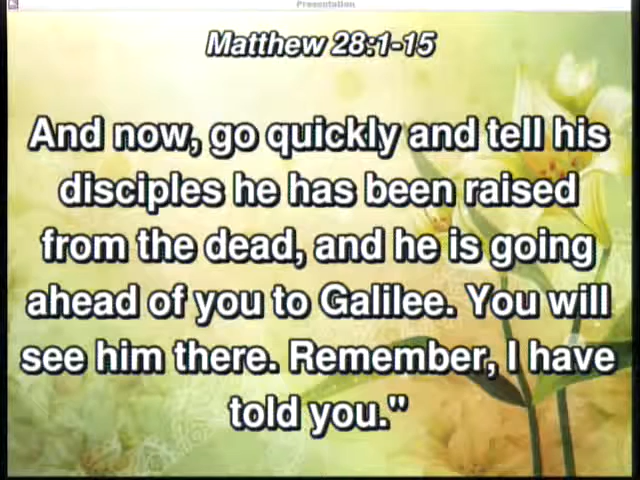 Presentation
Matthew 28:1-15
And now, go quickly and tell his
disciples he has been raised
from the dead, and he is going
ahead of you to Galilee. You will
see him there. Remember, I have
told you."